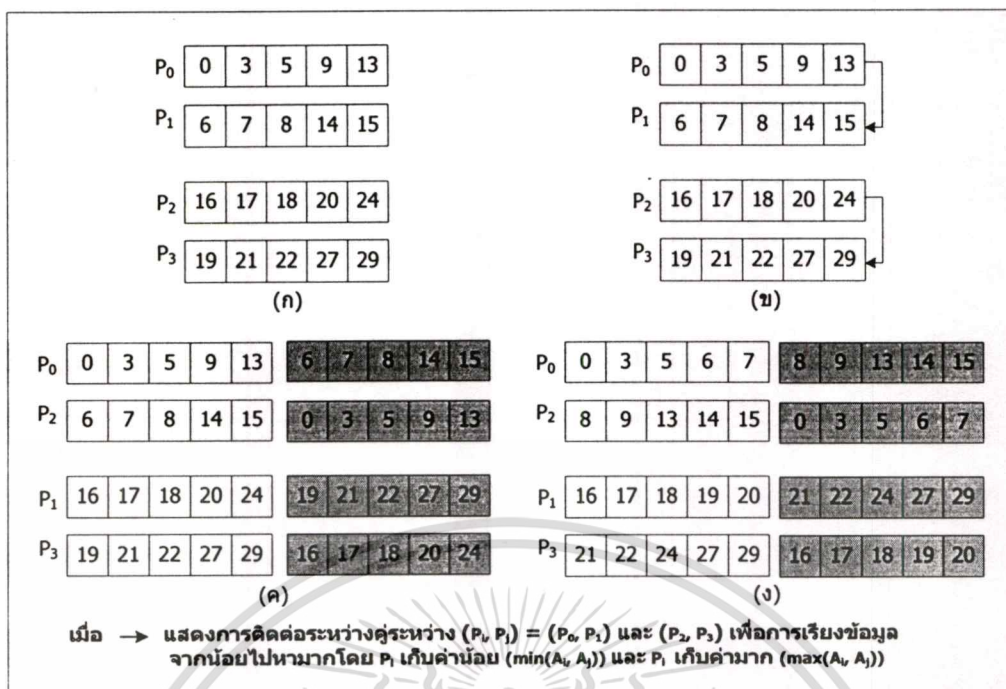 P0 0 3 5 9 13
P1 6 7 8 14 15
P2 16 17 18 20 24
P3 19 21 22 27 29
(ก)
P0 0 3 5 9 13
P1 6 7 8 14 15
P2 16 17 18 20 24
P3 19 21 22 27 29
(ข)
P0 0 3 5 9 13 6 7 8 14 15
P2 6 7 8 14 15 0 3 5 9 13
P1 16 17 18 20 24 19 21 22 27 29
P3 19 21 22 27 29 16 17 18 20 24
(ค)
P0 0 3 5 6 7 8 9 13 14 15
P2 8 9 13 14 15 0 3 5 6 7
P1 16 17 18 19 20 21 22 24 27 29
P3 21 22 24 27 29 16 17 18 19 20
(ง)
เมื่อ → แสดงการติดต่อระหว่างคู่ระหว่าง (Pi, Pj) = (P0, P1) และ (P2, P3) เพื่อการเรียงข้อมูล
จากน้อยไปหามากโดย Pi เก็บค่าน้อย (min(Ai, Aj)) และ Pj เก็บค่ามาก (max(Ai, Aj))